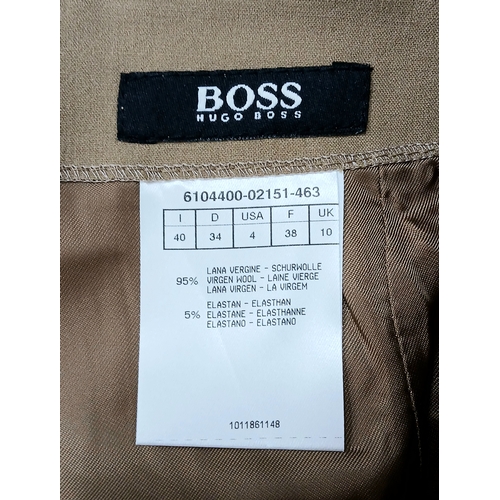 BOSS
HUGO BOSS
6104400-02151-463
I D USA F UK
40 34 4 38 10
LANA VERGINE - SCHURWOLLE
95% VIRGEN WOOL - LAINE VIERGE
LANA VIRGEN - LA VIRGEM
ELASTAN - ELASTHAN
5% ELASTANE - ELASTHANNE
ELASTANO - ELASTANO
1011861148